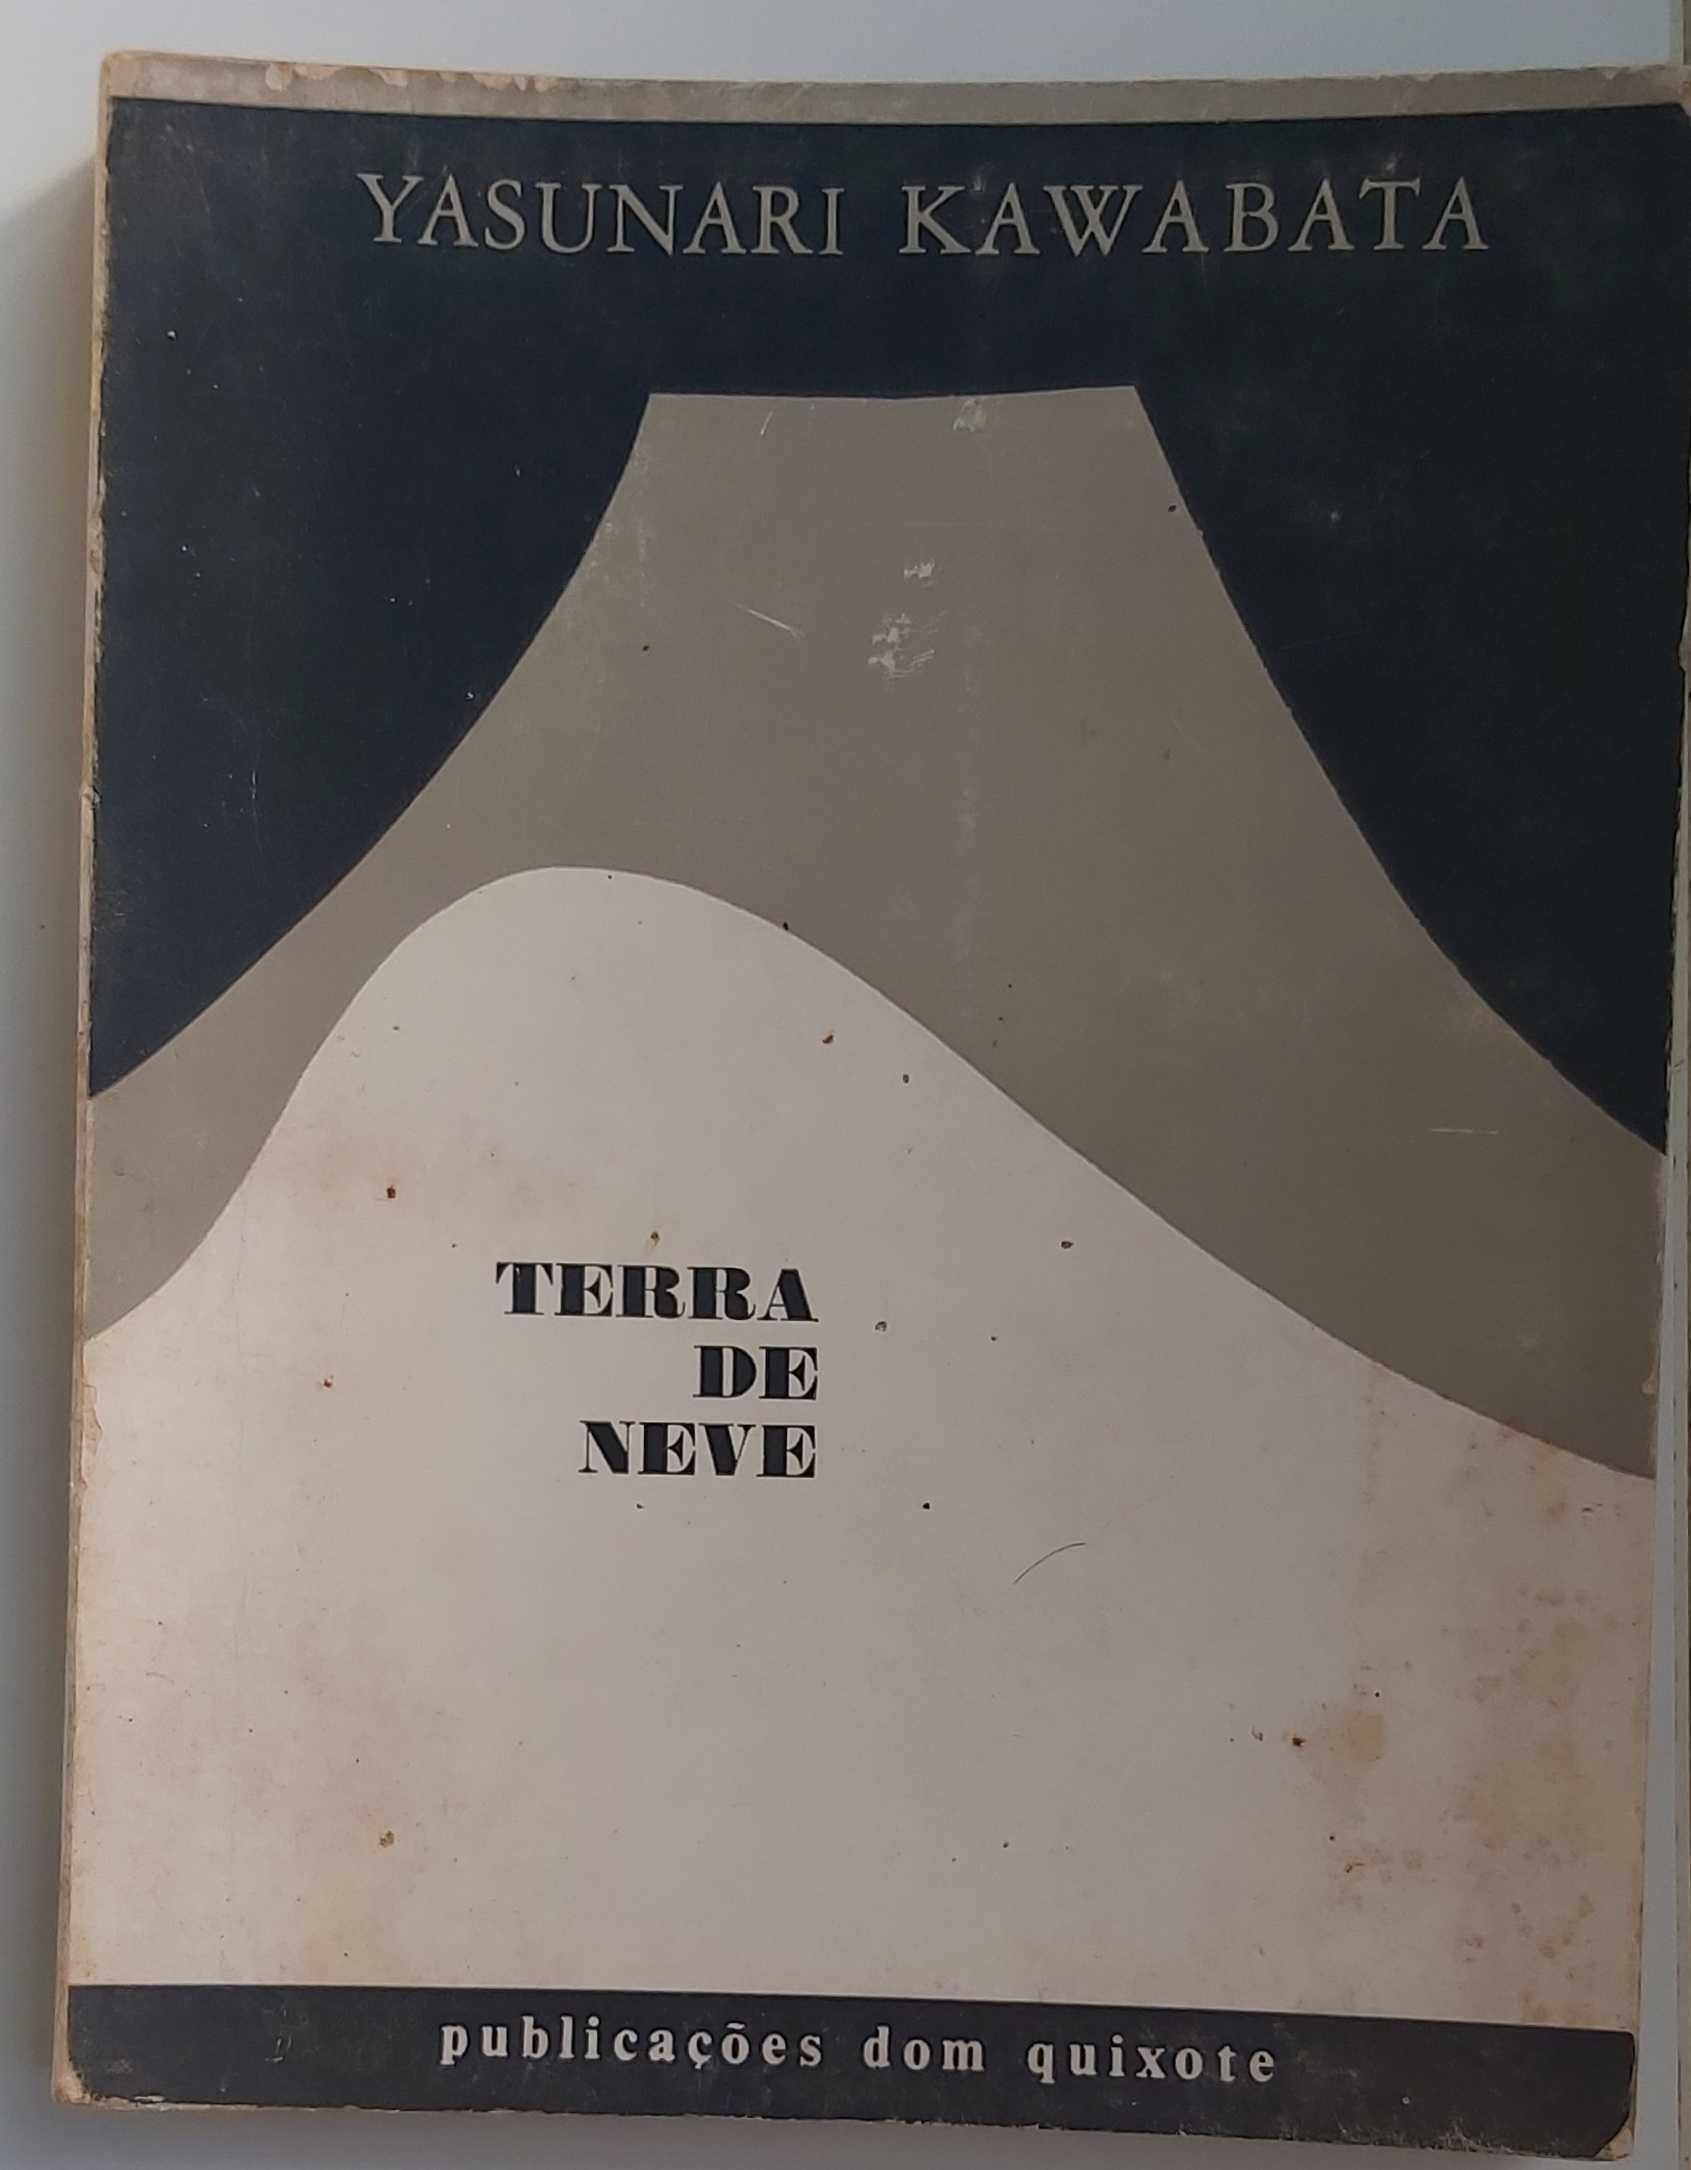 YASUNARI KAWABATA
TERRA
DE
NEVE
publicações dom quixote